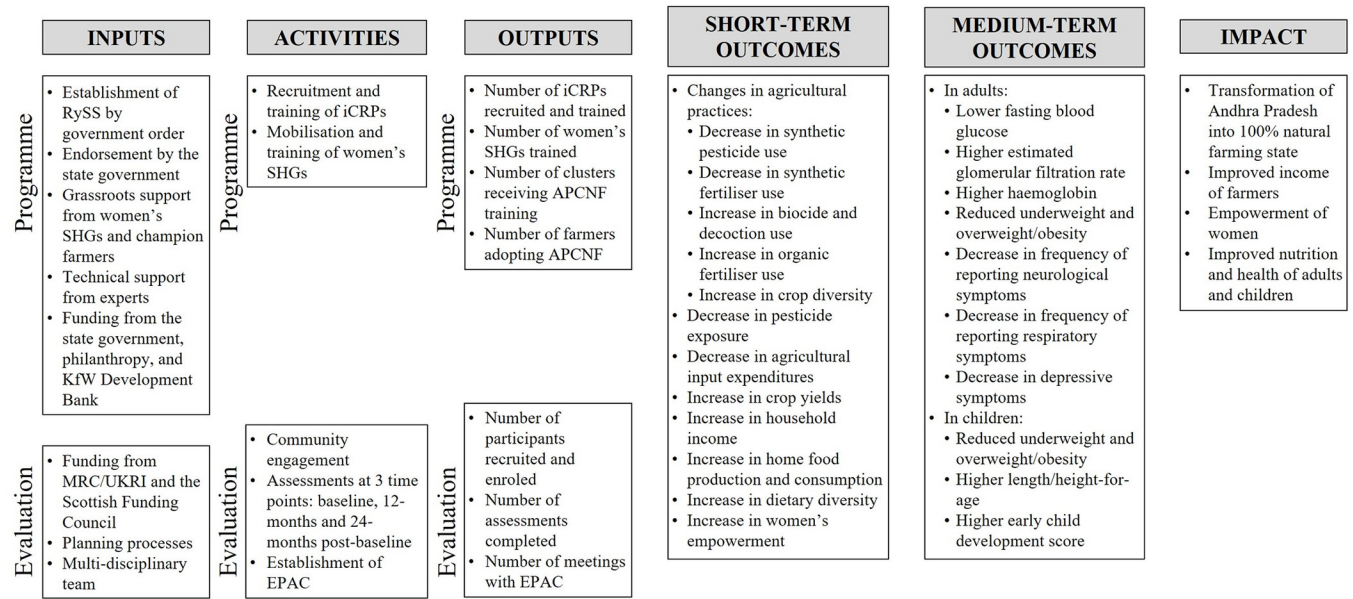 INPUTS
Programme
• Establishment of
RySS by
government order
• Endorsement by the
state government
• Grassroots support
from women's
SHGs and champion
farmers
• Technical support
from experts
• Funding from the
state government,
philanthropy, and
KfW Development
Bank
Evaluation
• Funding from
MRC/UKRI and the
Scottish Funding
Council
• Planning processes
• Multi-disciplinary
team
ACTIVITIES
Programme
• Recruitment and
training of iCRPs
• Mobilisation and
training of women's
SHGs
Evaluation
• Community
engagement
• Assessments at 3 time
points: baseline, 12-
months and 24-
months post-baseline
• Establishment of
EPAC
OUTPUTS
Programme
• Number of iCRPs
recruited and trained
• Number of women's
SHGs trained
• Number of clusters
receiving APCNF
training
• Number of farmers
adopting APCNF
Evaluation
• Number of
participants
recruited and
enroled
• Number of
assessments
completed
• Number of meetings
with EPAC
SHORT-TERM
OUTCOMES
• Changes in agricultural
practices:
• Decrease in synthetic
pesticide use
• Decrease in synthetic
fertiliser use
• Increase in biocide and
decoction use
• Increase in organic
fertiliser use
• Increase in crop diversity
• Decrease in pesticide
exposure
• Decrease in agricultural
input expenditures
• Increase in crop yields
• Increase in household
income
• Increase in home food
production and consumption
• Increase in dietary diversity
• Increase in women's
empowerment
MEDIUM-TERM
OUTCOMES
• In adults:
• Lower fasting blood
glucose
• Higher estimated
glomerular filtration rate
• Higher haemoglobin
• Reduced underweight and
overweight/obesity
• Decrease in frequency of
reporting neurological
symptoms
• Decrease in frequency of
reporting respiratory
symptoms
• Decrease in depressive
symptoms
• In children:
• Reduced underweight and
overweight/obesity
• Higher length/height-for-
age
• Higher early child
development score
IMPACT
• Transformation of
Andhra Pradesh
into 100% natural
farming state
• Improved income
of farmers
• Empowerment of
women
• Improved nutrition
and health of adults
and children